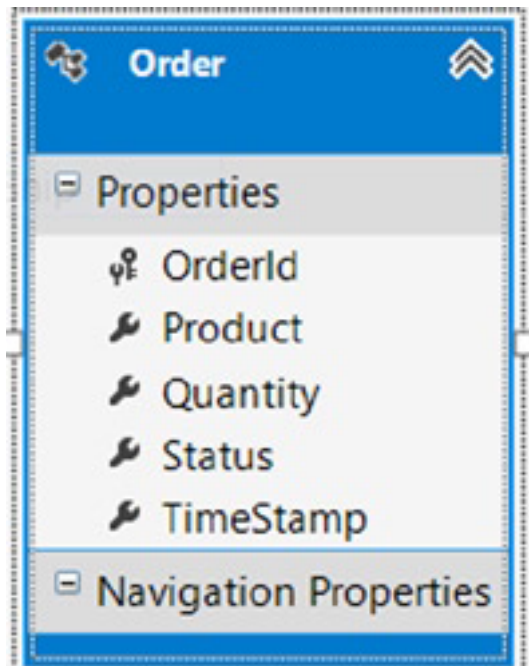 Order
Properties
OrderId
Product
Quantity
Status
TimeStamp
Navigation Properties